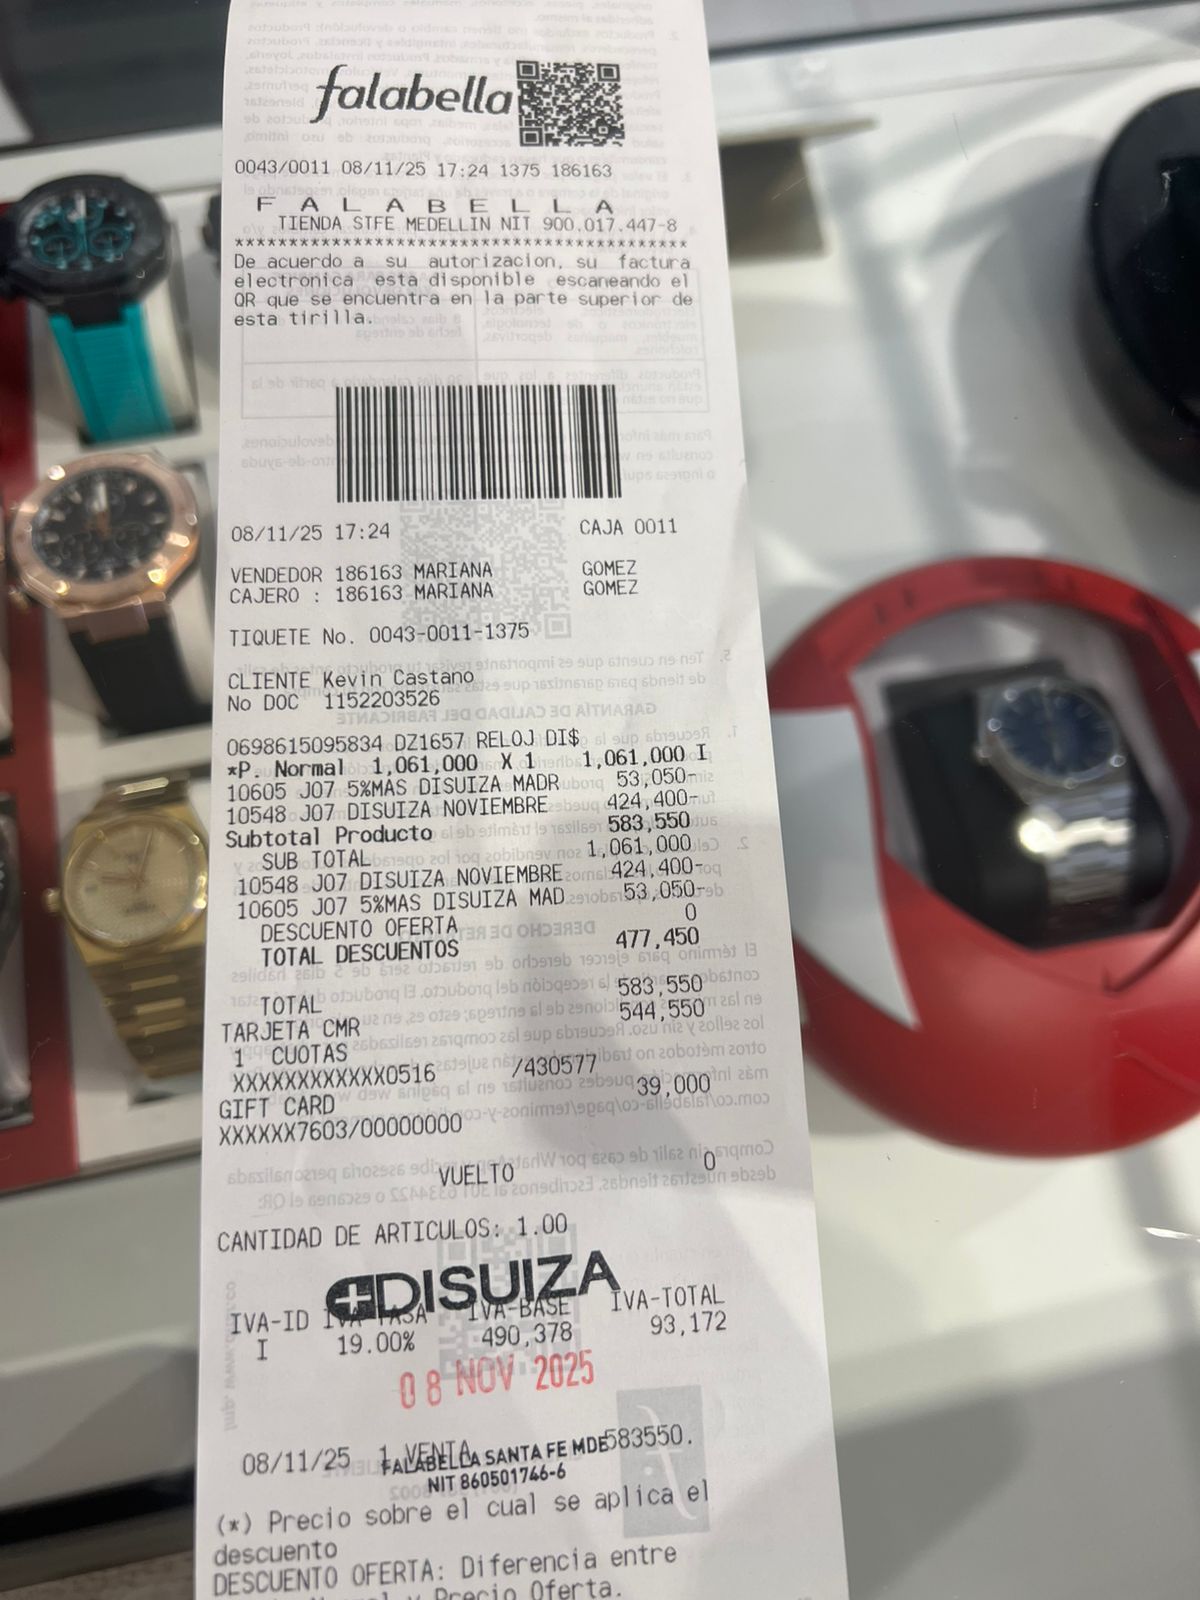 falabella
0043/0011 08/11/25 17:24 1375 186163
F A L A B E L L A
TIENDA STFE MEDELLIN NIT 900.017.447-8
******************************************
De acuerdo a su autorizacion, su factura
electronica esta disponible escaneando el
QR que se encuentra en la parte superior de
esta tirilla.
08/11/25 17:24 CAJA 0011
VENDEDOR 186163 MARIANA GOMEZ
CAJERO : 186163 MARIANA GOMEZ
TIQUETE No. 0043-0011-1375
CLIENTE Kevin Castano
No DOC 1152203526
0698615095834 DZ1657 RELOJ DI$
*P. Normal 1,061,000 X 1 1,061,000 I
10605 J07 5%MAS DISUIZA MADR 53,050-
10548 J07 DISUIZA NOVIEMBRE 424,400-
Subtotal Producto 583,550
SUB TOTAL 1,061,000
10548 J07 DISUIZA NOVIEMBRE 424,400-
10605 J07 5%MAS DISUIZA MAD 53,050-
DESCUENTO OFERTA 0
TOTAL DESCUENTOS 477,450
TOTAL 583,550
TARJETA CMR 544,550
1 CUOTAS
XXXXXXXXXXXX0516 /430577
GIFT CARD 39,000
XXXXXX7603/00000000
VUELTO 0
CANTIDAD DE ARTICULOS: 1.00
DISUIZA
IVA-ID IVA-TASA IVA-BASE IVA-TOTAL
I 19.00% 490,378 93,172
08 NOV 2025
08/11/25 1 VENTA 583550.
FALABELLA SANTA FE MDE
NIT 860501746-6
(*) Precio sobre el cual se aplica el
descuento
DESCUENTO OFERTA: Diferencia entre
y Precio Oferta.